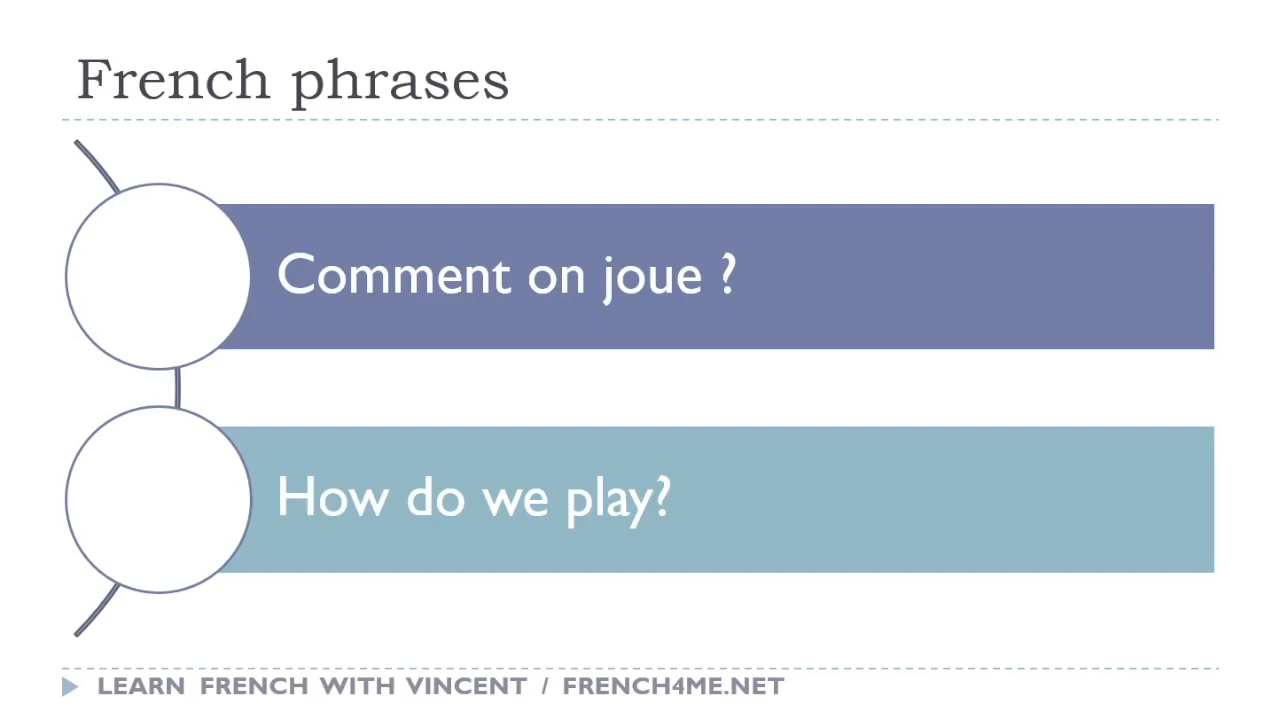 French phrases
Comment on joue ?
How do we play?
LEARN FRENCH WITH VINCENT / FRENCH4ME.NET